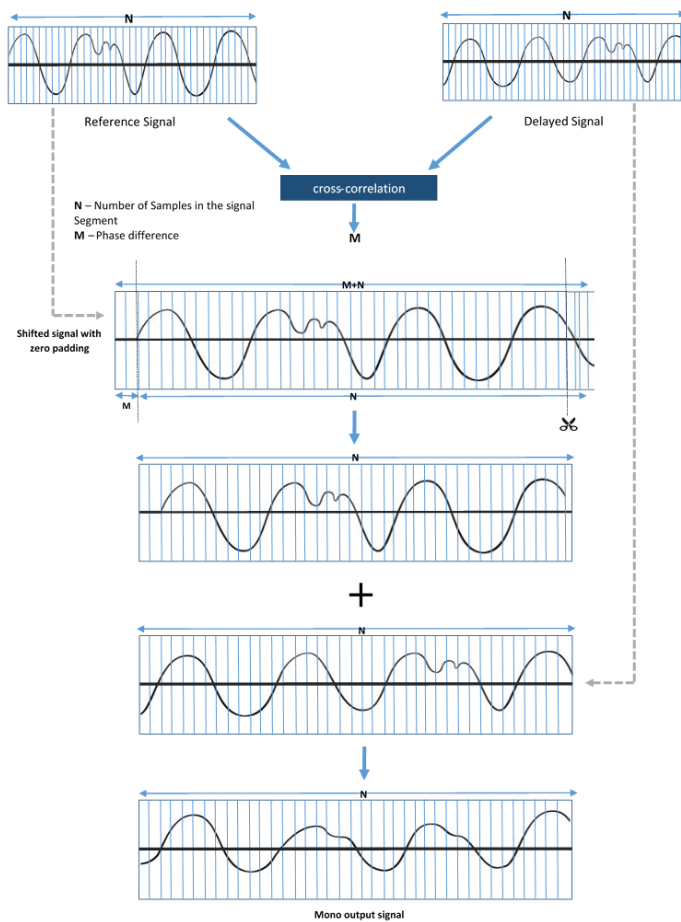 N
N
Reference Signal
Delayed Signal
cross-correlation
N – Number of Samples in the signal
Segment
M – Phase difference
M
M+N
Shifted signal with
zero padding
M
N
N
+
N
N
Mono output signal